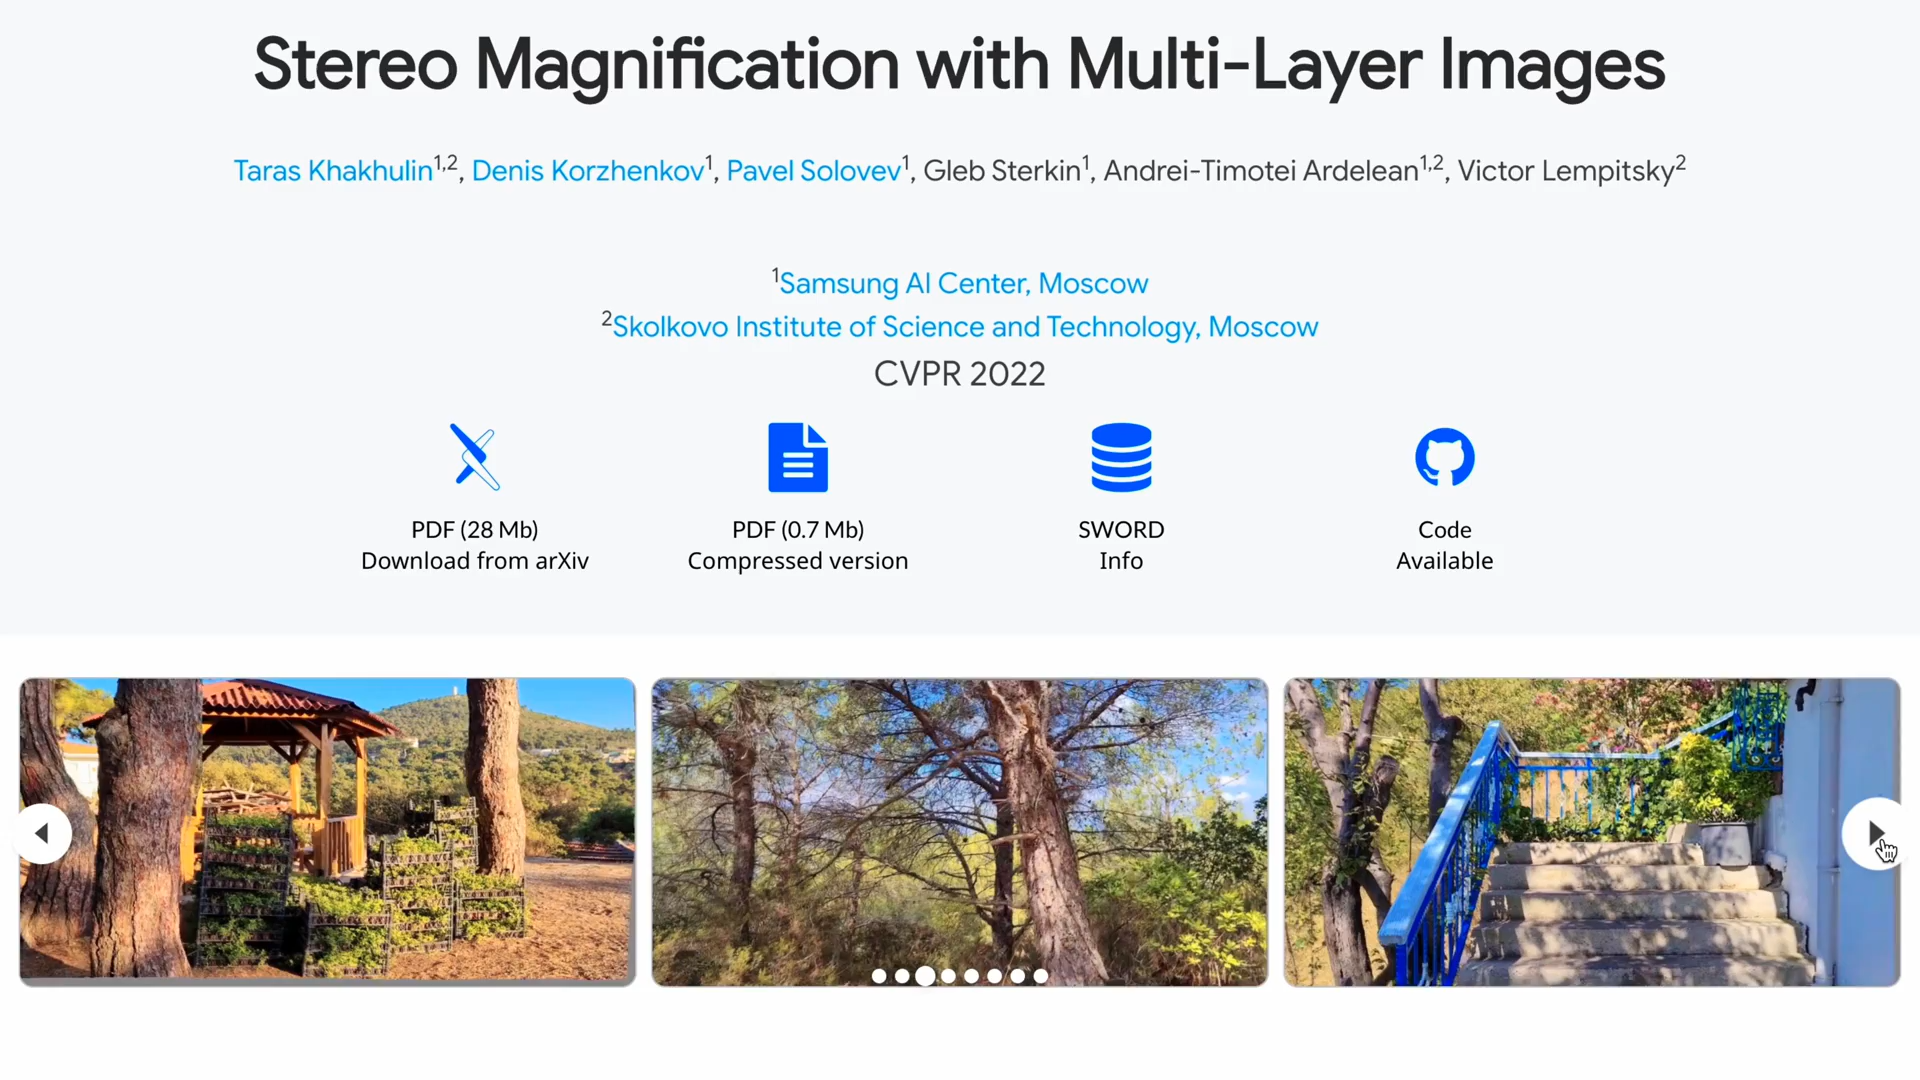 Stereo Magnification with Multi-Layer Images
Taras Khakhulin1,2, Denis Korzhenkov1, Pavel Solovev1, Gleb Sterkin1, Andrei-Timotei Ardelean1,2, Victor Lempitsky2
1Samsung AI Center, Moscow
2Skolkovo Institute of Science and Technology, Moscow
CVPR 2022
PDF (28 Mb)
Download from arXiv
PDF (0.7 Mb)
Compressed version
SWORD
Info
Code
Available